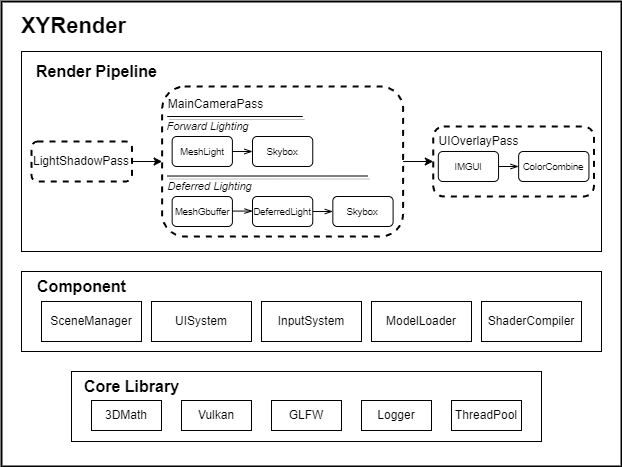 XYRender
Render Pipeline
LightShadowPass
MainCameraPass
Forward Lighting
MeshLight
Skybox
Deferred Lighting
MeshGbuffer
DeferredLight
Skybox
UIOverlayPass
IMGUI
ColorCombine
Component
SceneManager
UISystem
InputSystem
ModelLoader
ShaderCompiler
Core Library
3DMath
Vulkan
GLFW
Logger
ThreadPool